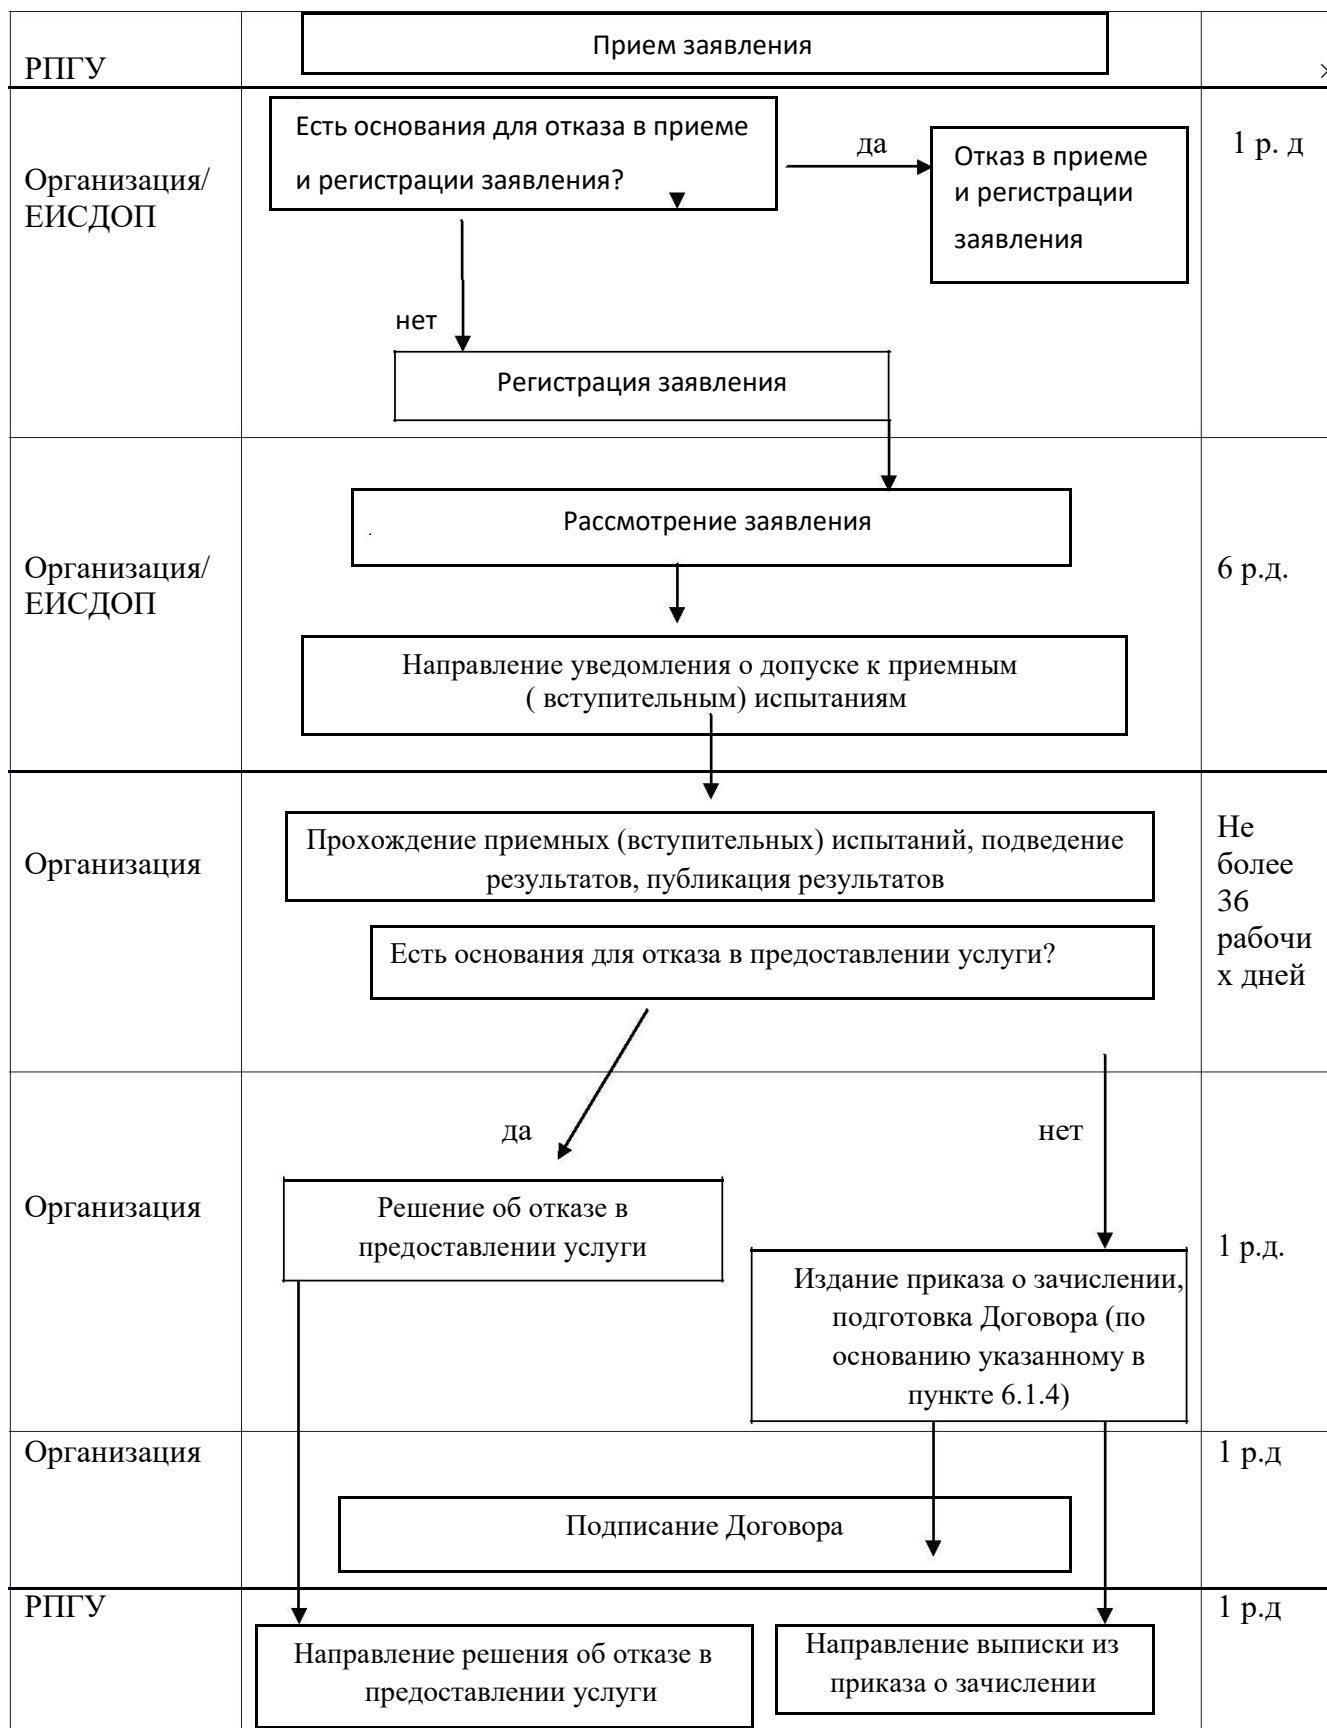 Прием заявления
РПГУ
Есть основания для отказа в приеме
и регистрации заявления?
да
Отказ в приеме
и регистрации
заявления
1 р. д
Организация/
ЕИСДОП
нет
Регистрация заявления
Рассмотрение заявления
Организация/
ЕИСДОП
6 р.д.
Направление уведомления о допуске к приемным
( вступительным) испытаниям
Организация
Прохождение приемных (вступительных) испытаний, подведение
результатов, публикация результатов
Не
более
36
рабочи
х дней
Есть основания для отказа в предоставлении услуги?
да
нет
Организация
Решение об отказе в
предоставлении услуги
1 р.д.
Издание приказа о зачислении,
подготовка Договора (по
основанию указанному в
пункте 6.1.4)
Организация
1 р.д
Подписание Договора
РПГУ
1 р.д
Направление решения об отказе в
предоставлении услуги
Направление выписки из
приказа о зачислении